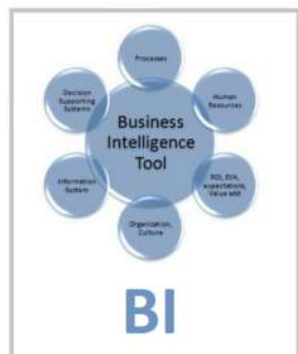 Processes
Decision
Supporting
Systems
Human
Resources
Business
Intelligence
Tool
Information
System
ROI, EVA,
expectations,
Value add
Organization,
Culture
BI